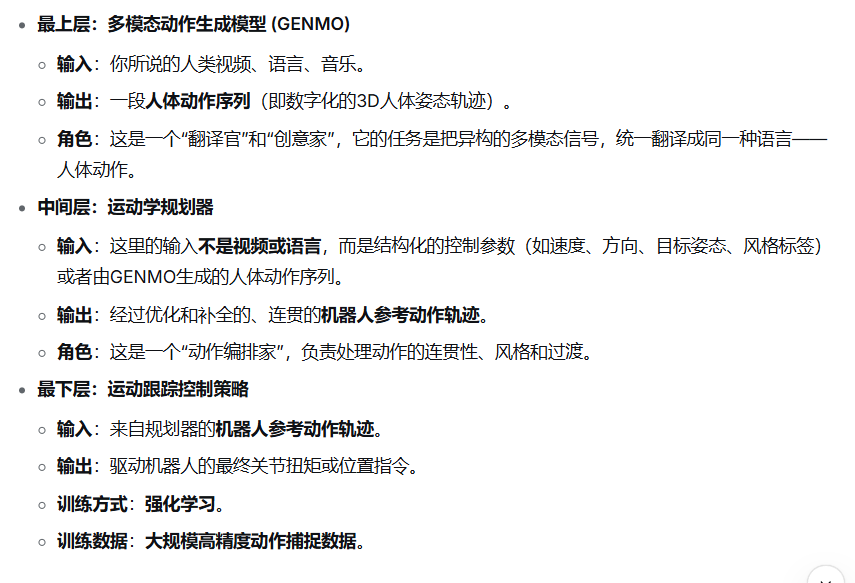 最上层：多模态动作生成模型 (GENMO)
输入：你所说的人类视频、语言、音乐。
输出：一段人体动作序列（即数字化的3D人体姿态轨迹）。
角色：这是一个“翻译官”和“创意家”，它的任务是把异构的多模态信号，统一翻译成同一种语言——
人体动作。
中间层：运动学规划器
输入：这里的输入不是视频或语言，而是结构化的控制参数（如速度、方向、目标姿态、风格标签）
或者由GENMO生成的人体动作序列。
输出：经过优化和补全的、连贯的机器人参考动作轨迹。
角色：这是一个“动作编排家”，负责处理动作的连贯性、风格和过渡。
最下层：运动跟踪控制策略
输入：来自规划器的机器人参考动作轨迹。
输出：驱动机器人的最终关节扭矩或位置指令。
训练方式：强化学习。
训练数据：大规模高精度动作捕捉数据。